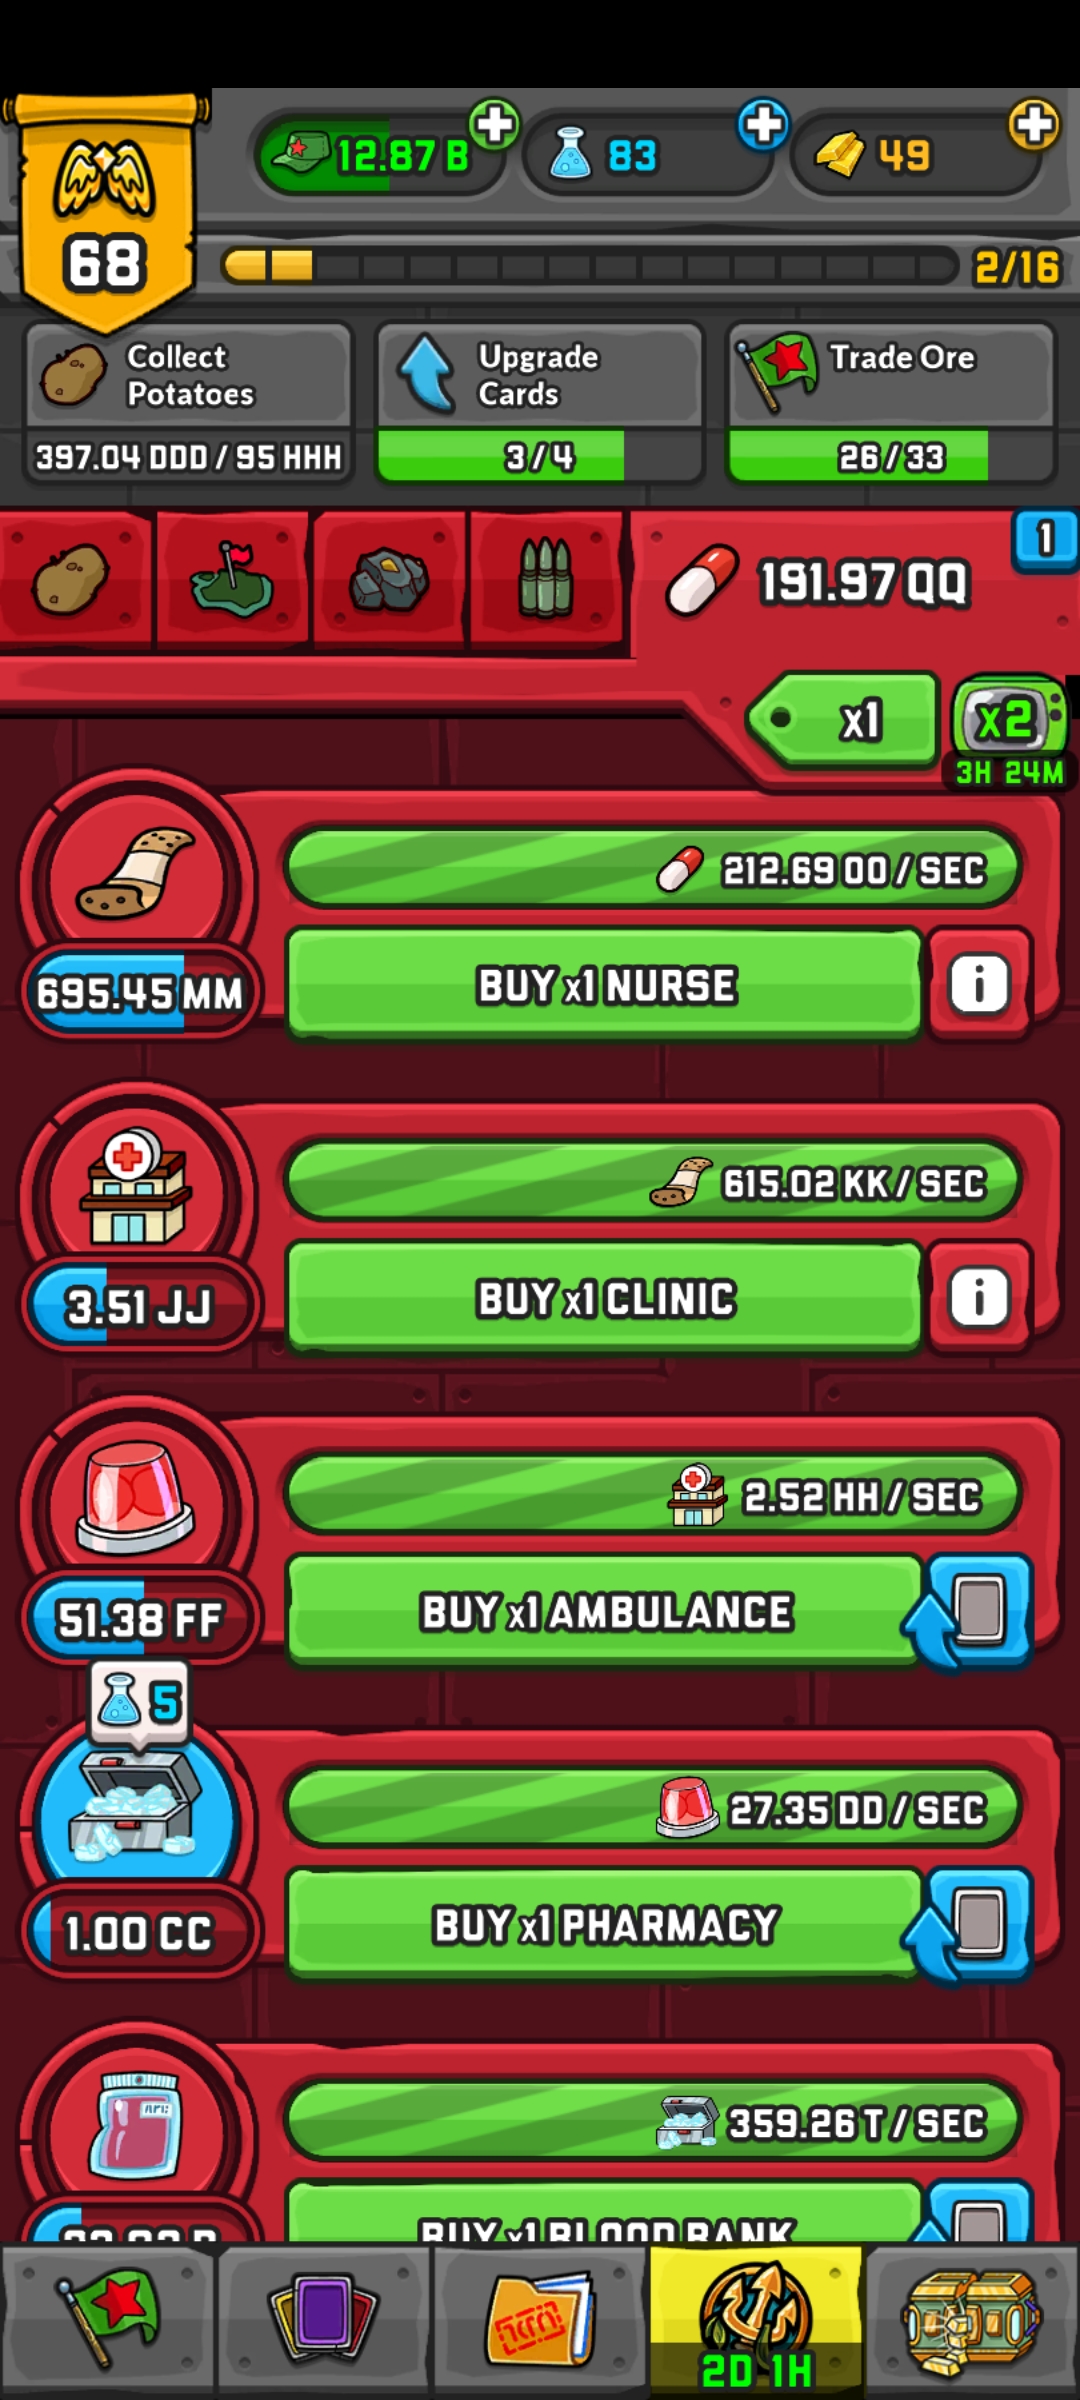 12.87 B
83
49
68
2/16
Collect
Potatoes
397.04 DDD / 95 HHH
Upgrade
Cards
3/4
Trade Ore
26/33
191.97 QQ
1
x1
x2
3H 24M
212.69 OO / SEC
695.45 MM
BUY x1 NURSE
i
615.02 KK / SEC
3.51 JJ
BUY x1 CLINIC
i
2.52 HH / SEC
51.38 FF
BUY x1 AMBULANCE
5
27.35 DD / SEC
1.00 CC
BUY x1 PHARMACY
359.26 T / SEC
BUY x1 BLOOD BANK
2D 1H